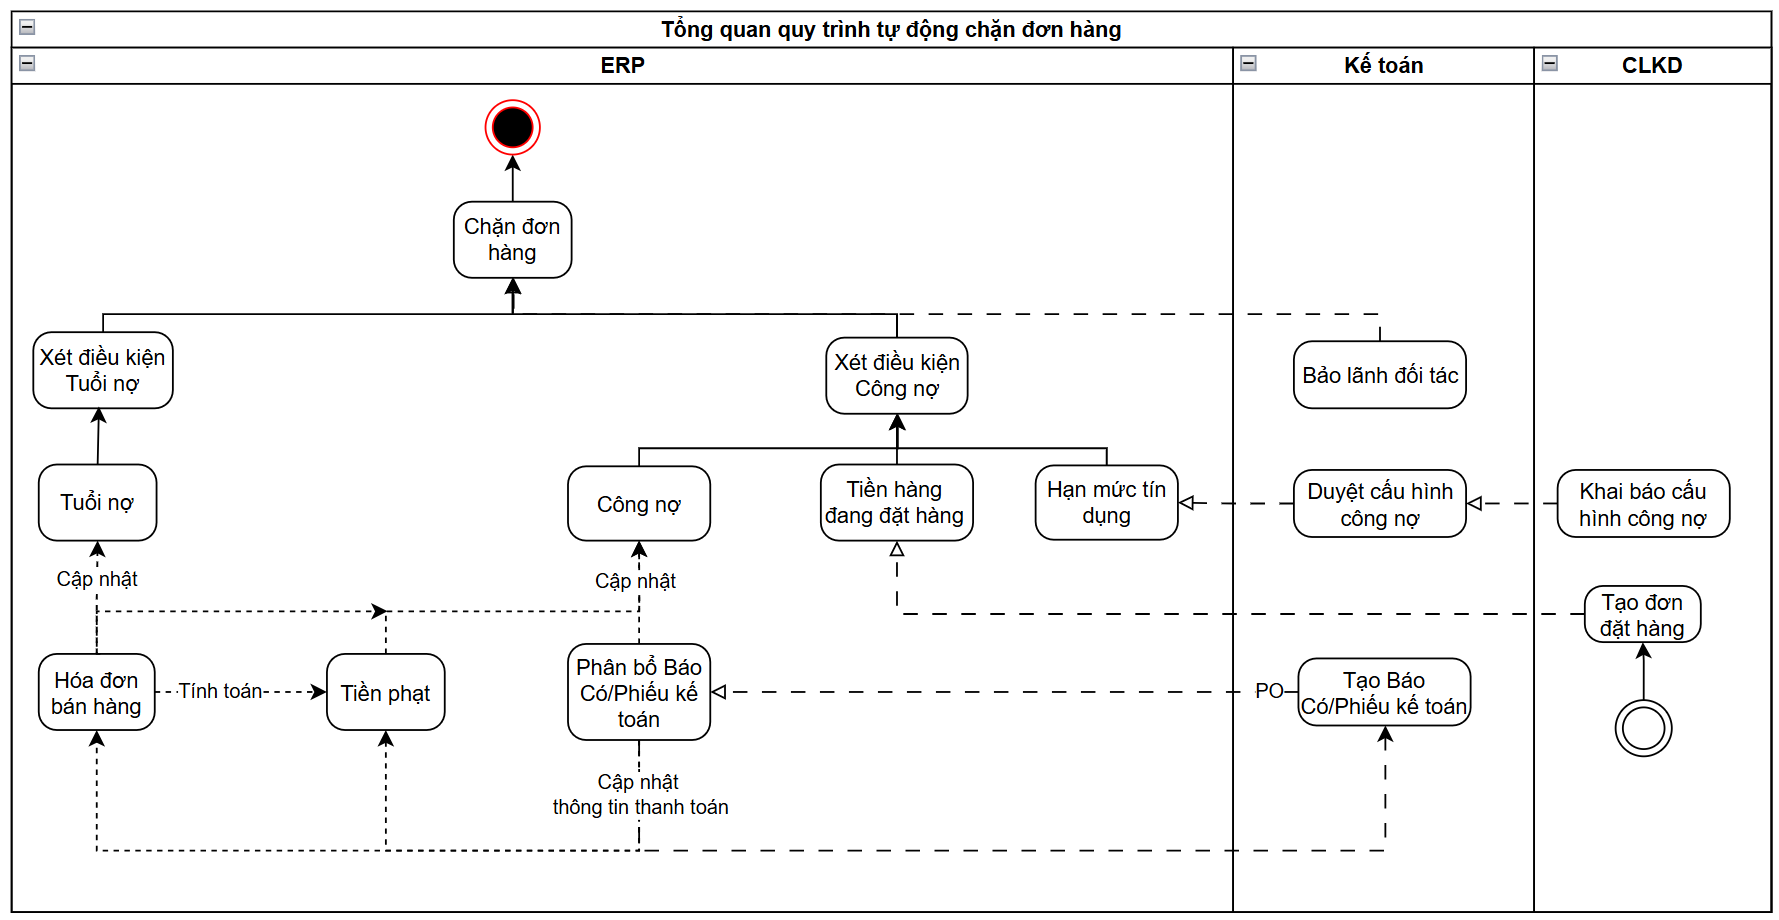 Tổng quan quy trình tự động chặn đơn hàng
ERP
Kế toán
CLKD
Chặn đơn
hàng
Xét điều kiện
Tuổi nợ
Xét điều kiện
Công nợ
Bảo lãnh đối tác
Tuổi nợ
Công nợ
Tiền hàng
đang đặt hàng
Hạn mức tín
dụng
Duyệt cấu hình
công nợ
Khai báo cấu
hình công nợ
Cập nhật
Cập nhật
Tạo đơn
đặt hàng
Hóa đơn
bán hàng
Tính toán
Tiền phạt
Phân bổ Báo
Có/Phiếu kế
toán
PO
Tạo Báo
Có/Phiếu kế toán
Cập nhật
thông tin thanh toán